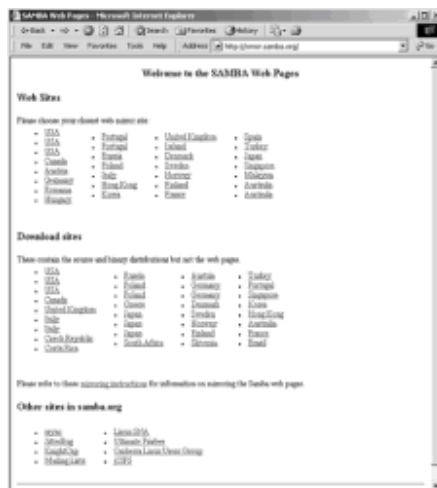 SAMBA Web Pages - Microsoft Internet Explorer
Back Search Favorites History
File Edit View Favorites Tools Help Address http://www.samba.org/ Go
Welcome to the SAMBA Web Pages
Web Sites
Please choose your closest web mirror site
USA Portugal United Kingdom Spain
USA Portugal Ireland Turkey
USA Russia Denmark Japan
Canada Poland Sweden Singapore
Austria Italy Norway Malaysia
Germany Hong Kong Finland Australia
Romania Korea France Australia
Hungary
Download sites
These contain the source and binary distributions but not the web pages.
USA Russia Austria Turkey
USA Poland Germany Portugal
USA Poland Germany Singapore
Canada Greece Denmark Korea
United Kingdom Japan Sweden Hong Kong
Italy Japan Norway Australia
Italy Japan Finland Australia
Czech Republic South Africa Slovenia Brazil
Costa Rica
Please refer to these mirroring instructions for information on mirroring the Samba web pages.
Other sites in samba.org
rsync Linux
JitterBug Ultimate
KnightCap Canberra Linux Users Group
Mailing Lists